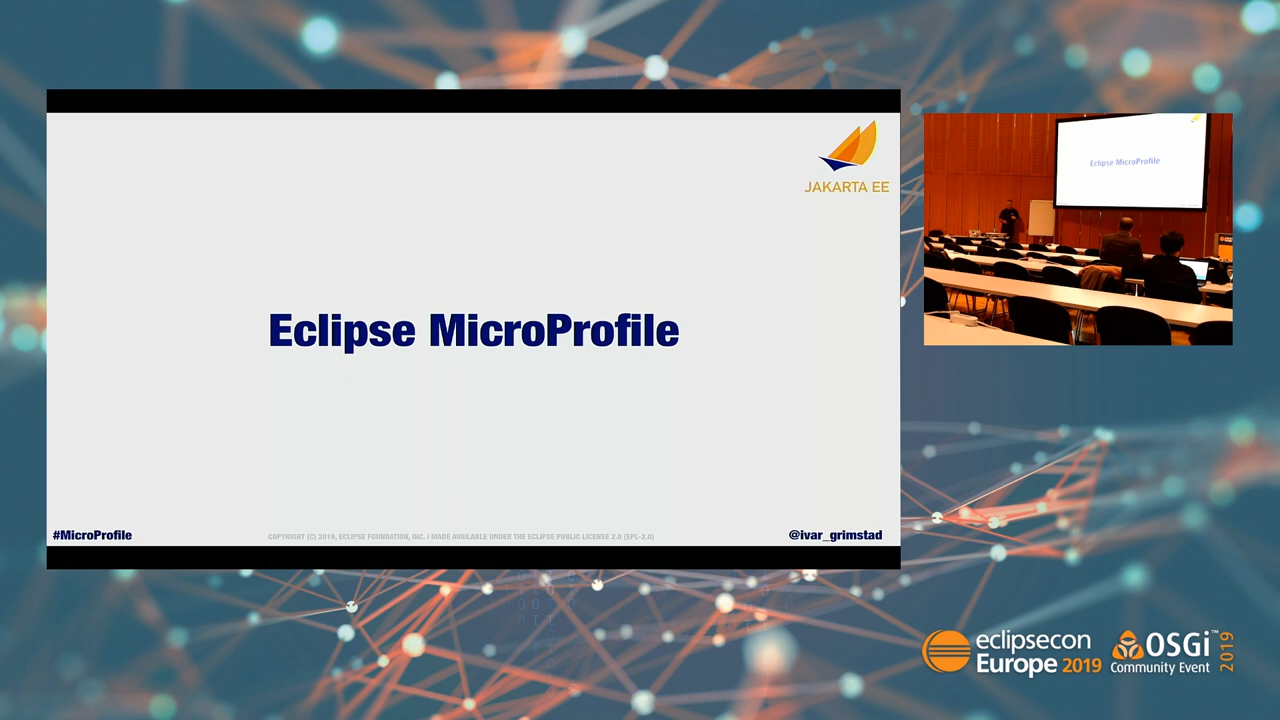 JAKARTA EE
Eclipse MicroProfile
#MicroProfile
COPYRIGHT (C) 2019, ECLIPSE FOUNDATION, INC. | MADE AVAILABLE UNDER THE ECLIPSE PUBLIC LICENSE 2.0 (EPL-2.0)
@ivar_grimstad
Eclipse MicroProfile
eclipsecon
Europe 2019
OSGi™
Community Event
2019